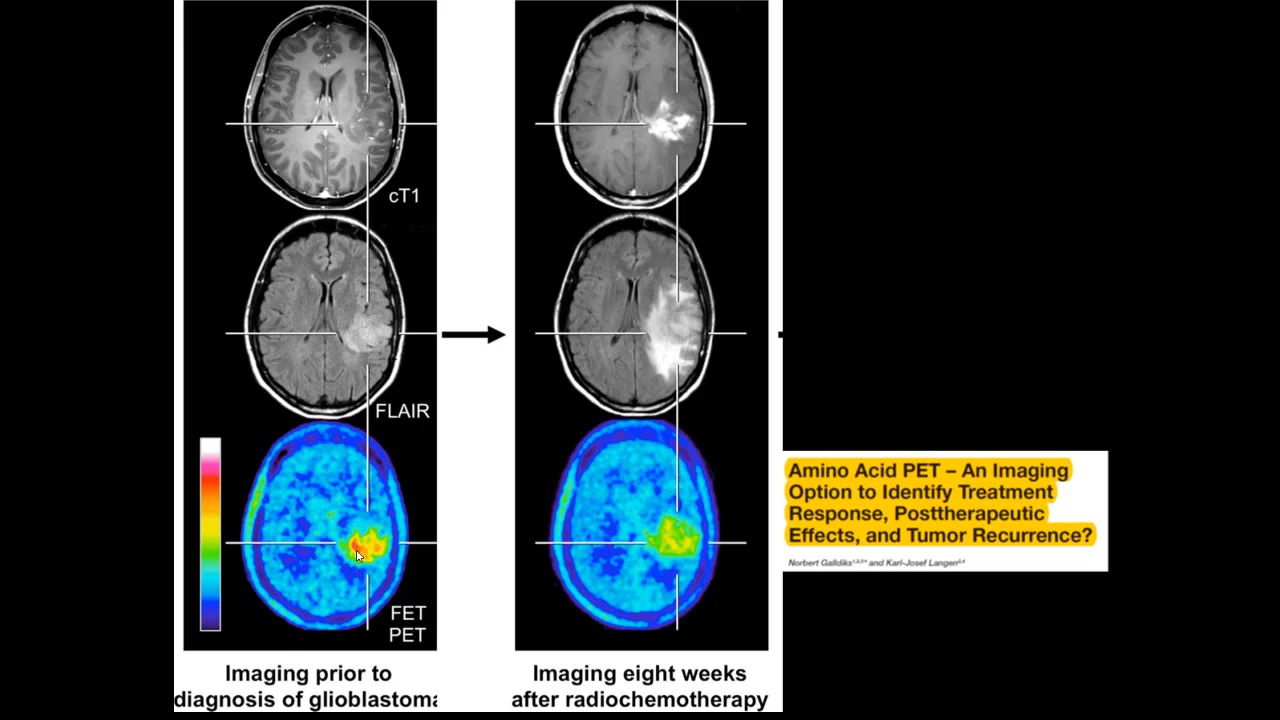 cT1
FLAIR
FET
PET
Imaging prior to
diagnosis of glioblastoma
Imaging eight weeks
after radiochemotherapy
Amino Acid PET – An Imaging
Option to Identify Treatment
Response, Posttherapeutic
Effects, and Tumor Recurrence?
Norbert Galldiks and Karl-Josef Langen